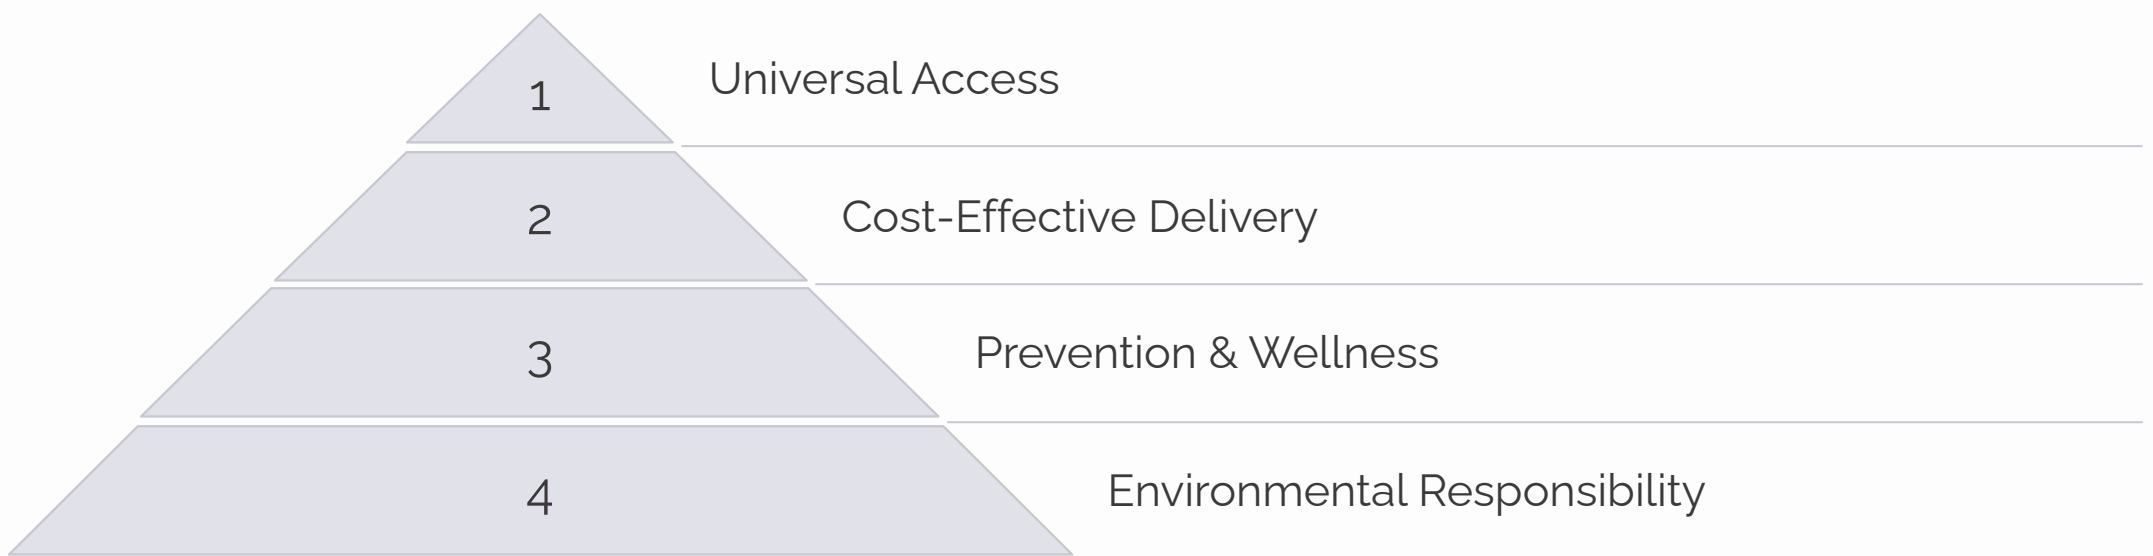 1
Universal Access
2
Cost-Effective Delivery
3
Prevention & Wellness
4
Environmental Responsibility